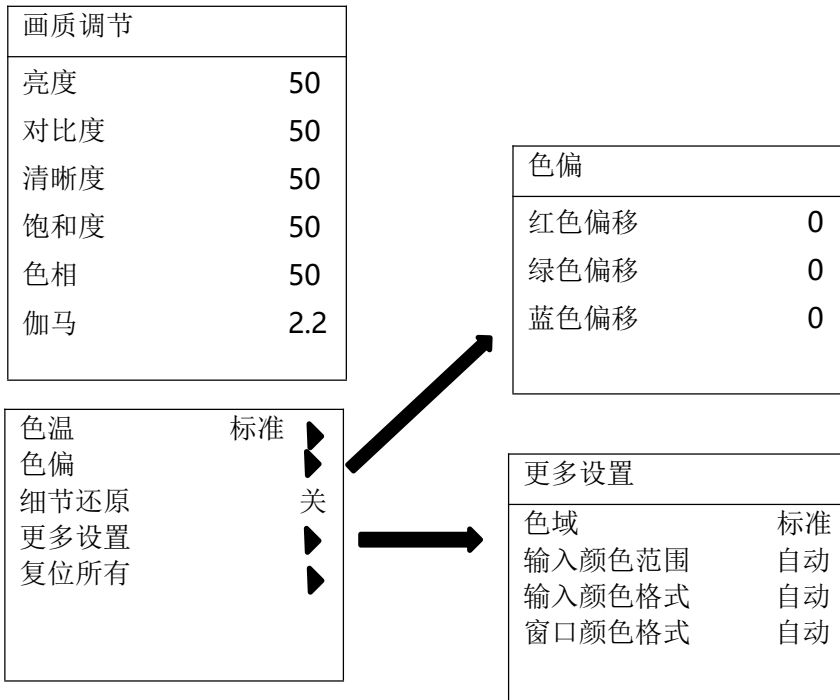 画质调节
亮度 50
对比度 50
清晰度 50
饱和度 50
色相 50
伽马 2.2
色温 标准
色偏
细节还原 关
更多设置
复位所有
色偏
红色偏移 0
绿色偏移 0
蓝色偏移 0
更多设置
色域 标准
输入颜色范围 自动
输入颜色格式 自动
窗口颜色格式 自动